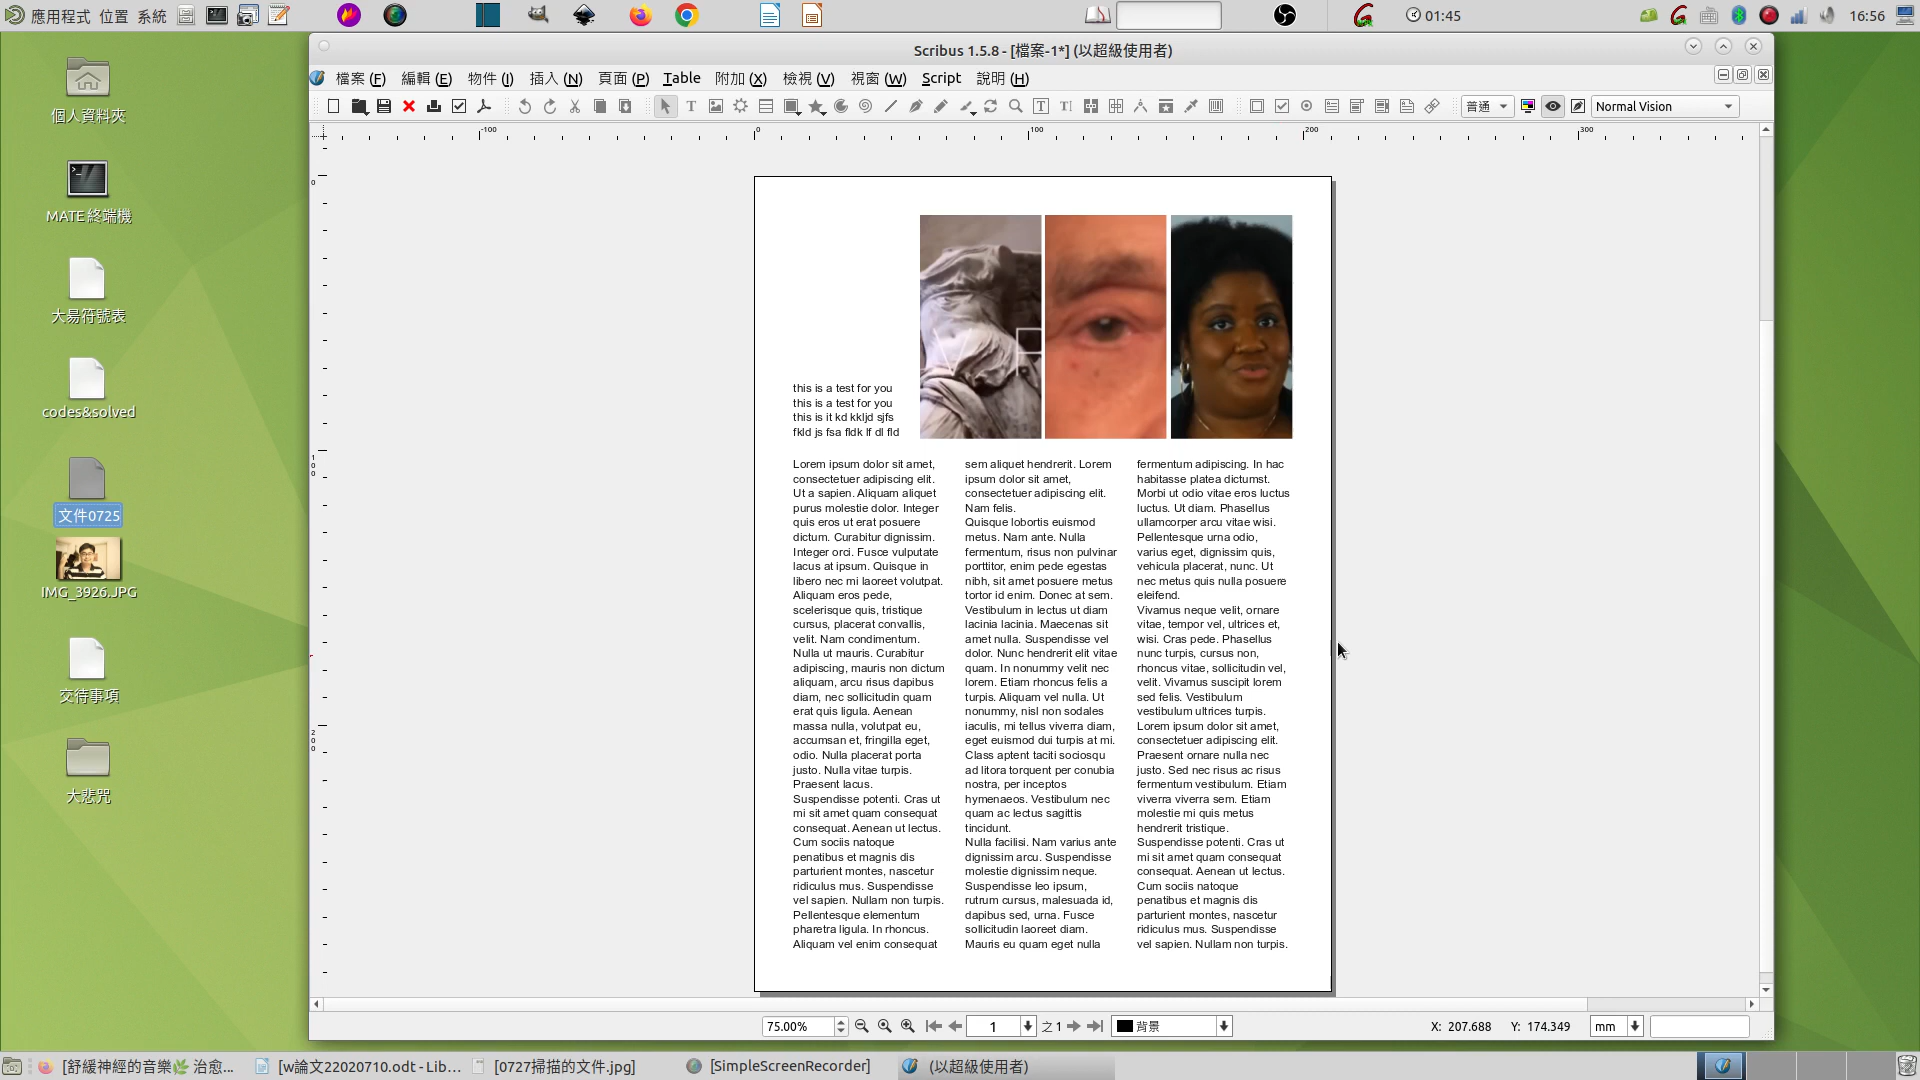 應用程式 位置 系統
01:45
16:56
Scribus 1.5.8 - [檔案-1*] (以超級使用者)
檔案 (F) 編輯 (E) 物件 (I) 插入 (N) 頁面 (P) Table 附加 (X) 檢視 (V) 視窗 (W) Script 說明 (H)
普通
Normal Vision
-100 0 100 200 300
0
100
200
個人資料夾
MATE 終端機
大易符號表
codes&solved
文件0725
IMG_3926.JPG
交待事項
大悲咒
this is a test for you
this is a test for you
this is it kd kkljd sjfs
fkld js fsa fldk lf dl fld
Lorem ipsum dolor sit amet,
consectetuer adipiscing elit.
Ut a sapien. Aliquam aliquet
purus molestie dolor. Integer
quis eros ut erat posuere
dictum. Curabitur dignissim.
Integer orci. Fusce vulputate
lacus at ipsum. Quisque in
libero nec mi laoreet volutpat.
Aliquam eros pede,
scelerisque quis, tristique
cursus, placerat convallis,
velit. Nam condimentum.
Nulla ut mauris. Curabitur
adipiscing, mauris non dictum
aliquam, arcu risus dapibus
diam, nec sollicitudin quam
erat quis ligula. Aenean
massa nulla, volutpat eu,
accumsan et, fringilla eget,
odio. Nulla placerat porta
justo. Nulla vitae turpis.
Praesent lacus.
Suspendisse potenti. Cras ut
mi sit amet quam consequat
consequat. Aenean ut lectus.
Cum sociis natoque
penatibus et magnis dis
parturient montes, nascetur
ridiculus mus. Suspendisse
vel sapien. Nullam non turpis.
Pellentesque elementum
pharetra ligula. In rhoncus.
Aliquam vel enim consequat
sem aliquet hendrerit. Lorem
ipsum dolor sit amet,
consectetuer adipiscing elit.
Nam felis.
Quisque lobortis euismod
metus. Nam ante. Nulla
fermentum, risus non pulvinar
porttitor, enim pede egestas
nibh, sit amet posuere metus
tortor id enim. Donec at sem.
Vestibulum in lectus ut diam
lacinia lacinia. Maecenas sit
amet nulla. Suspendisse vel
dolor. Nunc hendrerit elit vitae
quam. In nonummy velit nec
lorem. Etiam rhoncus felis a
turpis. Aliquam vel nulla. Ut
nonummy, nisl non sodales
iaculis, mi tellus viverra diam,
eget euismod dui turpis at mi.
Class aptent taciti sociosqu
ad litora torquent per conubia
nostra, per inceptos
hymenaeos. Vestibulum nec
quam ac lectus sagittis
tincidunt.
Nulla facilisi. Nam varius ante
dignissim arcu. Suspendisse
molestie dignissim neque.
Suspendisse leo ipsum,
rutrum cursus, malesuada id,
dapibus sed, urna. Fusce
sollicitudin laoreet diam.
Mauris eu quam eget nulla
fermentum adipiscing. In hac
habitasse platea dictumst.
Morbi ut odio vitae eros luctus
luctus. Ut diam. Phasellus
ullamcorper arcu vitae wisi.
Pellentesque urna odio,
varius eget, dignissim quis,
vehicula placerat, nunc. Ut
nec metus quis nulla posuere
eleifend.
Vivamus neque velit, ornare
vitae, tempor vel, ultrices et,
wisi. Cras pede. Phasellus
nunc turpis, cursus non,
rhoncus vitae, sollicitudin vel,
velit. Vivamus suscipit lorem
sed felis. Vestibulum
vestibulum ultrices turpis.
Lorem ipsum dolor sit amet,
consectetuer adipiscing elit.
Praesent ornare nulla nec
justo. Sed nec risus ac risus
fermentum vestibulum. Etiam
viverra viverra sem. Etiam
molestie mi quis metus
hendrerit tristique.
Suspendisse potenti. Cras ut
mi sit amet quam consequat
consequat. Aenean ut lectus.
Cum sociis natoque
penatibus et magnis dis
parturient montes, nascetur
ridiculus mus. Suspendisse
vel sapien. Nullam non turpis.
75.00% 1 之 1 背景 X: 207.688 Y: 174.349 mm
[舒緩神經的音樂🌿 治愈... [w論文22020710.odt - Lib... [0727掃描的文件.jpg] [SimpleScreenRecorder] (以超級使用者)